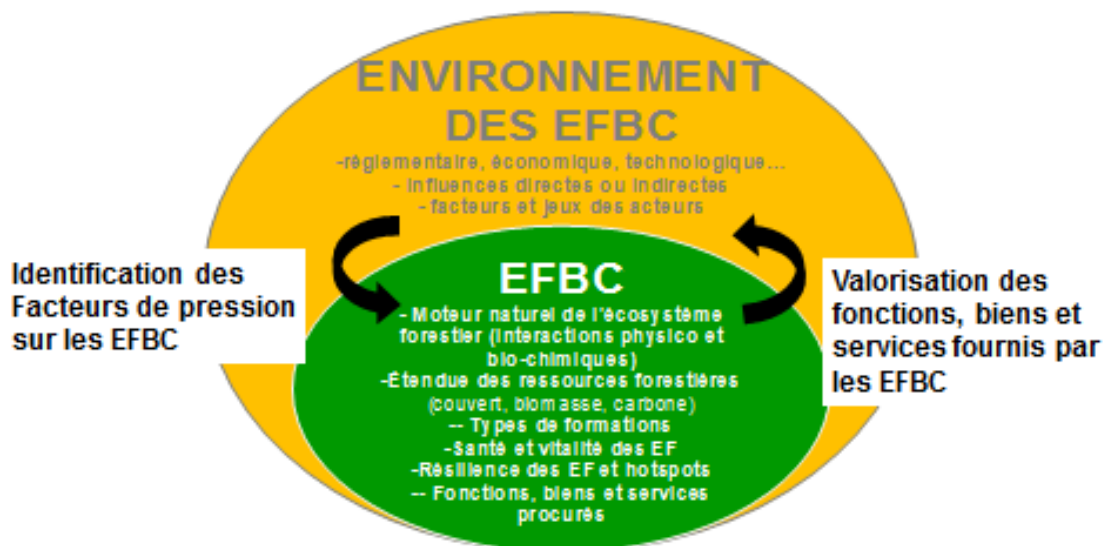 ENVIRONNEMENT
DES EFBC
-réglementaire, économique, technologique...
- Influences directes ou indirectes
- facteurs et jeux des acteurs
Identification des
Facteurs de pression
sur les EFBC
EFBC
- Moteur naturel de l'écosystème
forestier (Interactions physico et
bio-chimiques)
-Étendue des ressources forestières
(couvert, biomasse, carbone)
-- Types de formations
-Santé et vitalité des EF
-Résilience des EF et hotspots
-- Fonctions, biens et services
procurés
Valorisation des
fonctions, biens et
services fournis par
les EFBC